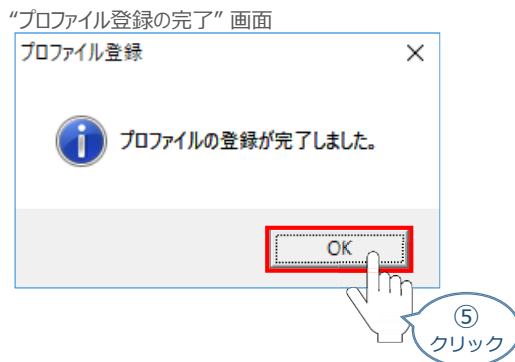 “プロファイル登録の完了” 画面
プロファイル登録
プロファイルの登録が完了しました。
OK
⑤
クリック